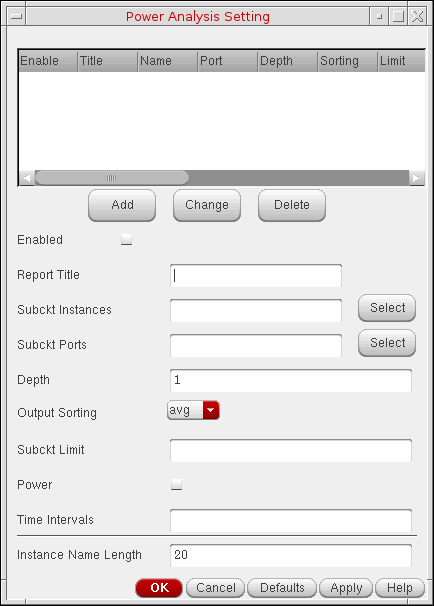 Power Analysis Setting
Enable Title Name Port Depth Sorting Limit
Add Change Delete
Enabled
Report Title
Subckt Instances Select
Subckt Ports Select
Depth 1
Output Sorting avg
Subckt Limit
Power
Time Intervals
Instance Name Length 20
OK Cancel Defaults Apply Help